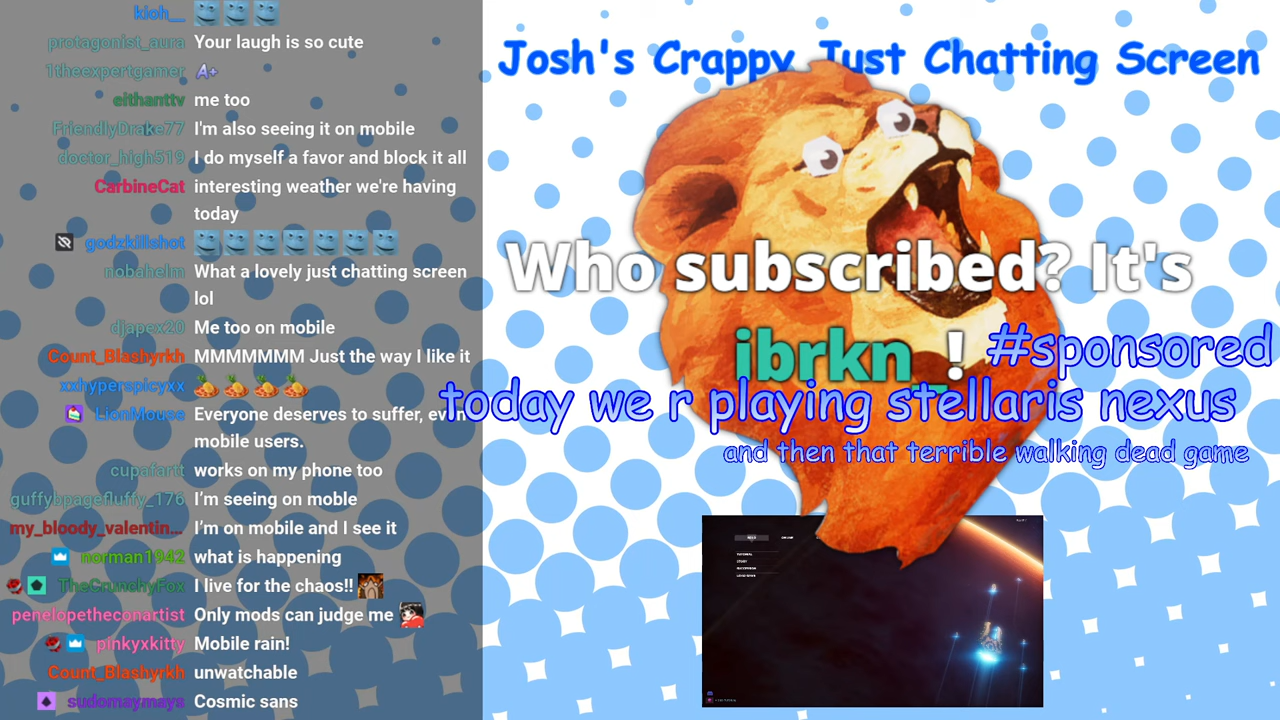 kioh__
protagonist_aura Your laugh is so cute
1theexpertgamer A+
eithanttv me too
FriendlyDrake77 I'm also seeing it on mobile
doctor_high519 I do myself a favor and block it all
CarbineCat interesting weather we're having
today
godzkillshot
nobahelm What a lovely just chatting screen
lol
djapex20 Me too on mobile
Count_Blashyrkh MMMMMMM Just the way I like it
xxhyperspicyxx
LionMouse Everyone deserves to suffer, even
mobile users.
cupafartt works on my phone too
guffybpagefluffy_176 I'm seeing on moble
my_bloody_valentin... I'm on mobile and I see it
norman1942 what is happening
TheCrunchyFox I live for the chaos!!
penelopetheconartist Only mods can judge me
pinkyxkitty Mobile rain!
Count_Blashyrkh unwatchable
sudomaymays Cosmic sans
Josh's Crappy Just Chatting Screen
Who subscribed? It's
ibrkn_ !
#sponsored
today we r playing stellaris nexus
and then that terrible walking dead game